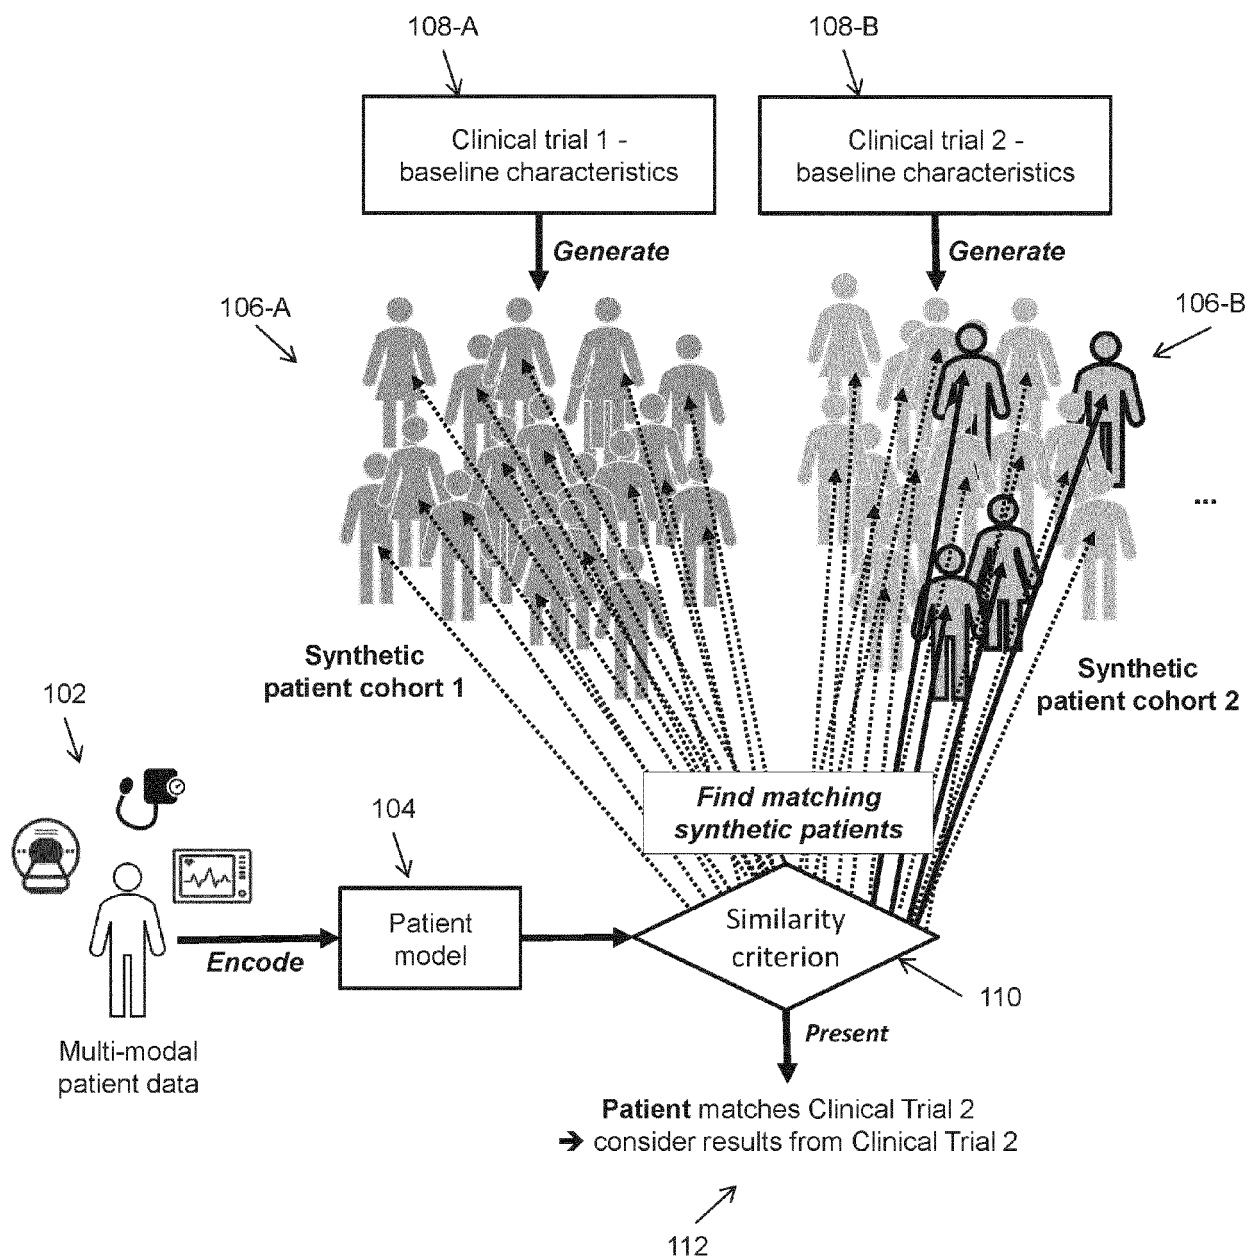 108-A
108-B
Clinical trial 1 -
baseline characteristics
Clinical trial 2 -
baseline characteristics
Generate
Generate
106-A
106-B
...
Synthetic
patient cohort 1
Synthetic
patient cohort 2
102
104
Find matching
synthetic patients
Patient
model
Similarity
criterion
Encode
110
Present
Multi-modal
patient data
Patient matches Clinical Trial 2
➔ consider results from Clinical Trial 2
112